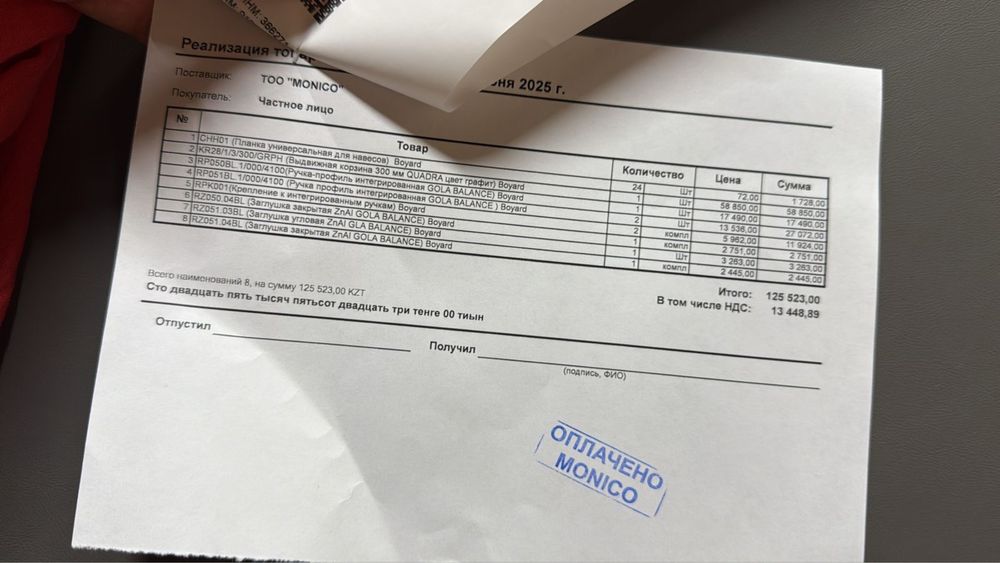 НМ: 38627
Реализация тов
ня 2025 г.
Поставщик: ТОО "MONICO"
Покупатель: Частное лицо
№ Товар Количество Цена Сумма
1 CHH01 (Планка универсальная для навесов) Boyard 24 шт 72,00 1 728,00
2 KR28/1/3/300/GRPH (Выдвижная корзина 300 мм QUADRA цвет графит) Boyard 1 шт 58 850,00 58 850,00
3 RP050BL.1/000/4100(Ручка-профиль интегрированная GOLA BALANCE) Boyard 1 шт 17 490,00 17 490,00
4 RP051BL.1/000/4100 (Ручка профиль интегрированная GOLA BALANCE ) Boyard 2 шт 13 536,00 27 072,00
5 RPK001(Крепление к интегрированным ручкам) Boyard 2 компл 5 962,00 11 924,00
6 RZ050.04BL (Заглушка закрытая ZnAl GOLA BALANCE) Boyard 1 компл 2 751,00 2 751,00
7 RZ051.03BL (Заглушка угловая ZnAl GLA BALANCE) Boyard 1 шт 3 263,00 3 263,00
8 RZ051.04BL (Заглушка закрытая ZnAl GOLA BALANCE) Boyard 1 компл 2 445,00 2 445,00
Итого: 125 523,00
В том числе НДС: 13 448,89
Всего наименований 8, на сумму 125 523,00 KZT
Сто двадцать пять тысяч пятьсот двадцать три тенге 00 тиын
Отпустил Получил
(подпись, ФИО)
ОПЛАЧЕНО
MONICO